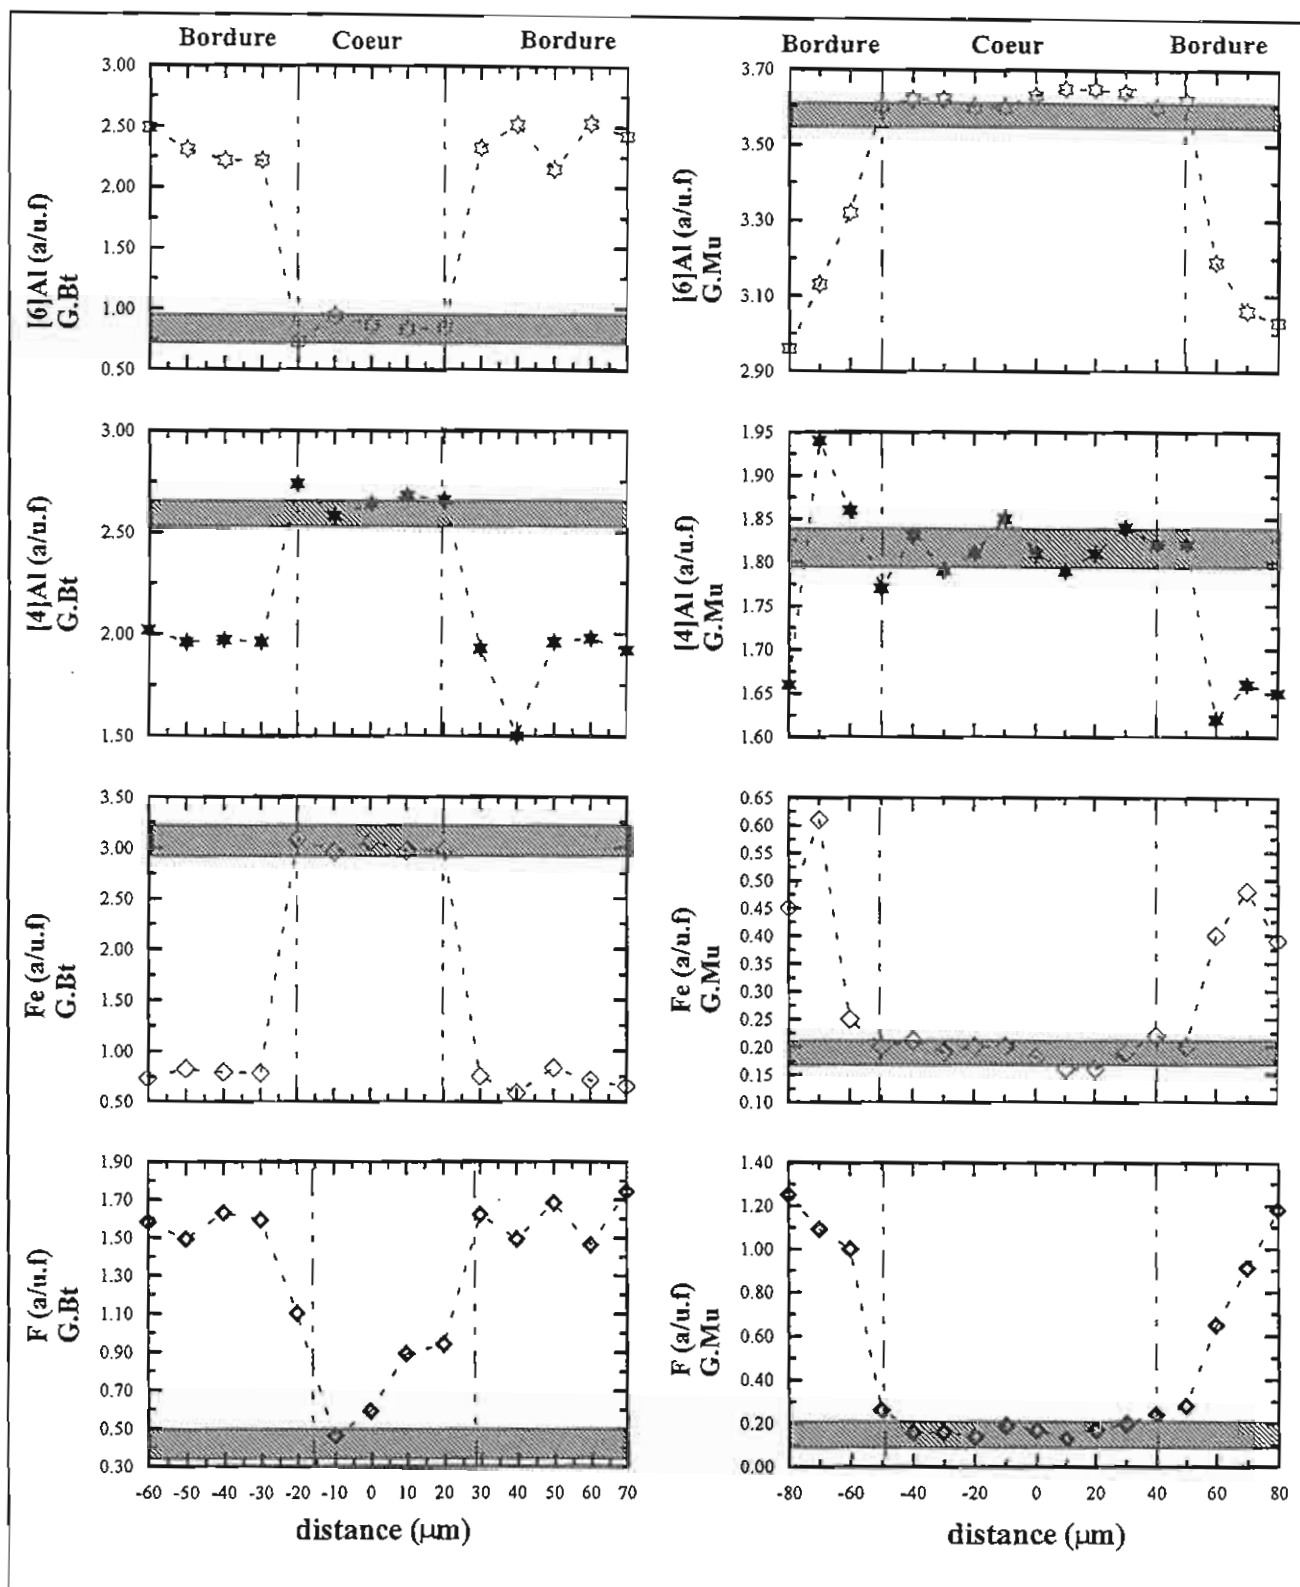 Bordure Coeur Bordure
3.00
2.50
2.00
1.50
1.00
0.50
[6]Al (a/u.f)
G.Bt
Bordure Coeur Bordure
3.70
3.50
3.30
3.10
2.90
[6]Al (a/u.f)
G.Mu
3.00
2.50
2.00
1.50
[4]Al (a/u.f)
G.Bt
1.95
1.90
1.85
1.80
1.75
1.70
1.65
1.60
[4]Al (a/u.f)
G.Mu
3.50
3.00
2.50
2.00
1.50
1.00
0.50
Fe (a/u.f)
G.Bt
0.65
0.60
0.55
0.50
0.45
0.40
0.35
0.30
0.25
0.20
0.15
0.10
Fe (a/u.f)
G.Mu
1.90
1.70
1.50
1.30
1.10
0.90
0.70
0.50
0.30
F (a/u.f)
G.Bt
-60 -50 -40 -30 -20 -10 0 10 20 30 40 50 60 70
distance (μm)
1.40
1.20
1.00
0.80
0.60
0.40
0.20
0.00
F (a/u.f)
G.Mu
-80 -60 -40 -20 0 20 40 60 80
distance (μm)